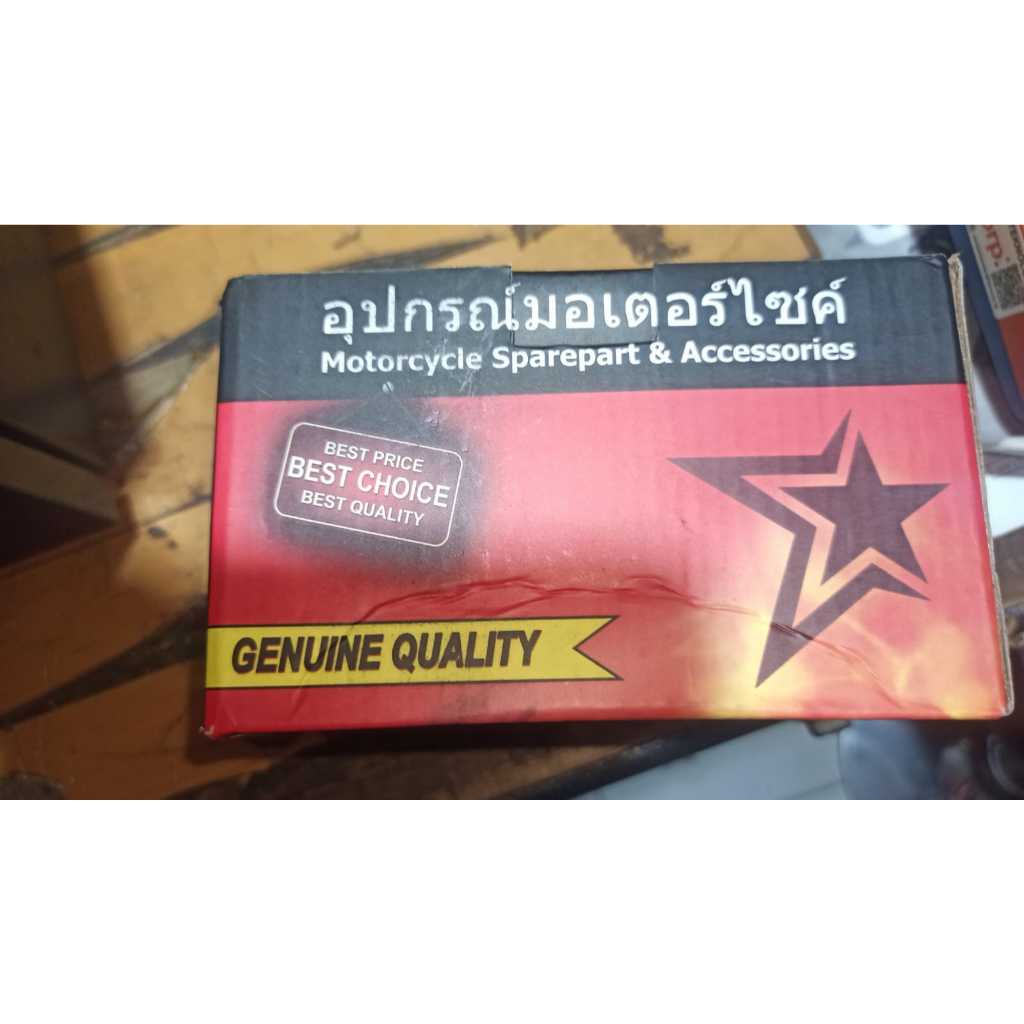 อุปกรณ์มอเตอร์ไซค์
Motorcycle Sparepart & Accessories
BEST PRICE
BEST CHOICE
BEST QUALITY
GENUINE QUALITY
orp.